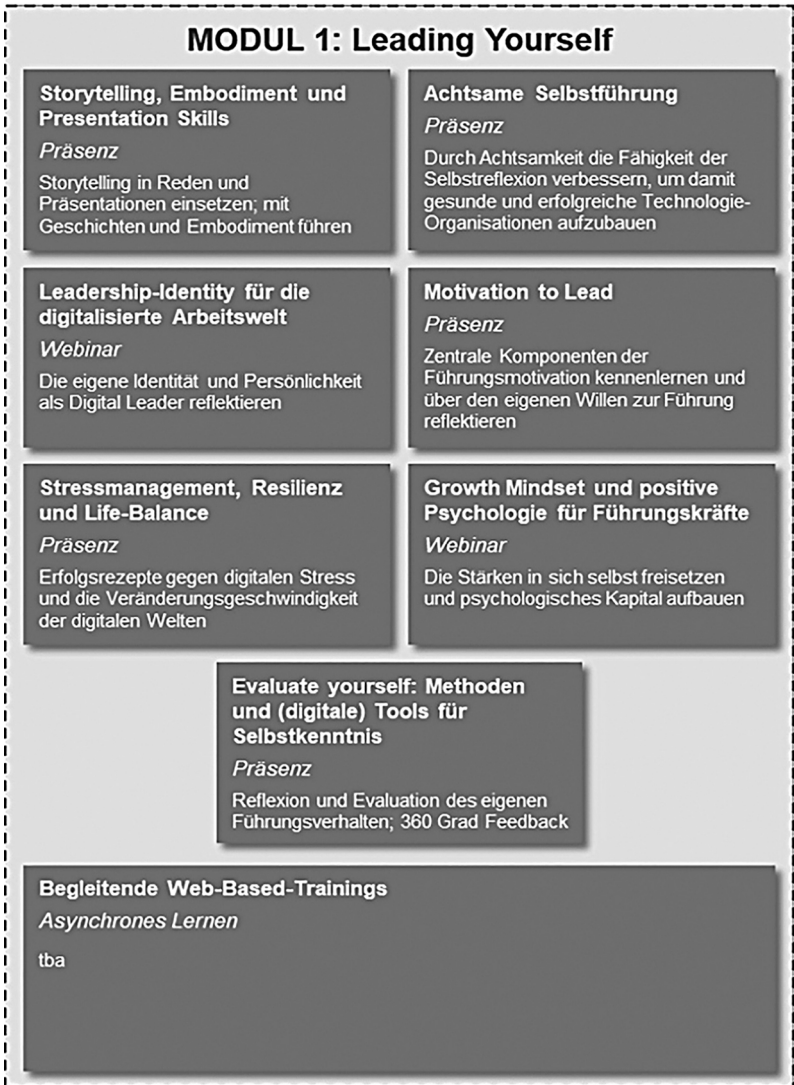 MODUL 1: Leading Yourself
Storytelling, Embodiment und
Presentation Skills
Präsenz
Storytelling in Reden und
Präsentationen einsetzen; mit
Geschichten und Embodiment führen
Achtsame Selbstführung
Präsenz
Durch Achtsamkeit die Fähigkeit der
Selbstreflexion verbessern, um damit
gesunde und erfolgreiche Technologie-
Organisationen aufzubauen
Leadership-Identity für die
digitalisierte Arbeitswelt
Webinar
Die eigene Identität und Persönlichkeit
als Digital Leader reflektieren
Motivation to Lead
Präsenz
Zentrale Komponenten der
Führungsmotivation kennenlernen und
über den eigenen Willen zur Führung
reflektieren
Stressmanagement, Resilienz
und Life-Balance
Präsenz
Erfolgsrezepte gegen digitalen Stress
und die Veränderungsgeschwindigkeit
der digitalen Welten
Growth Mindset und positive
Psychologie für Führungskräfte
Webinar
Die Stärken in sich selbst freisetzen
und psychologisches Kapital aufbauen
Evaluate yourself: Methoden
und (digitale) Tools für
Selbstkenntnis
Präsenz
Reflexion und Evaluation des eigenen
Führungsverhalten; 360 Grad Feedback
Begleitende Web-Based-Trainings
Asynchrones Lernen
tba